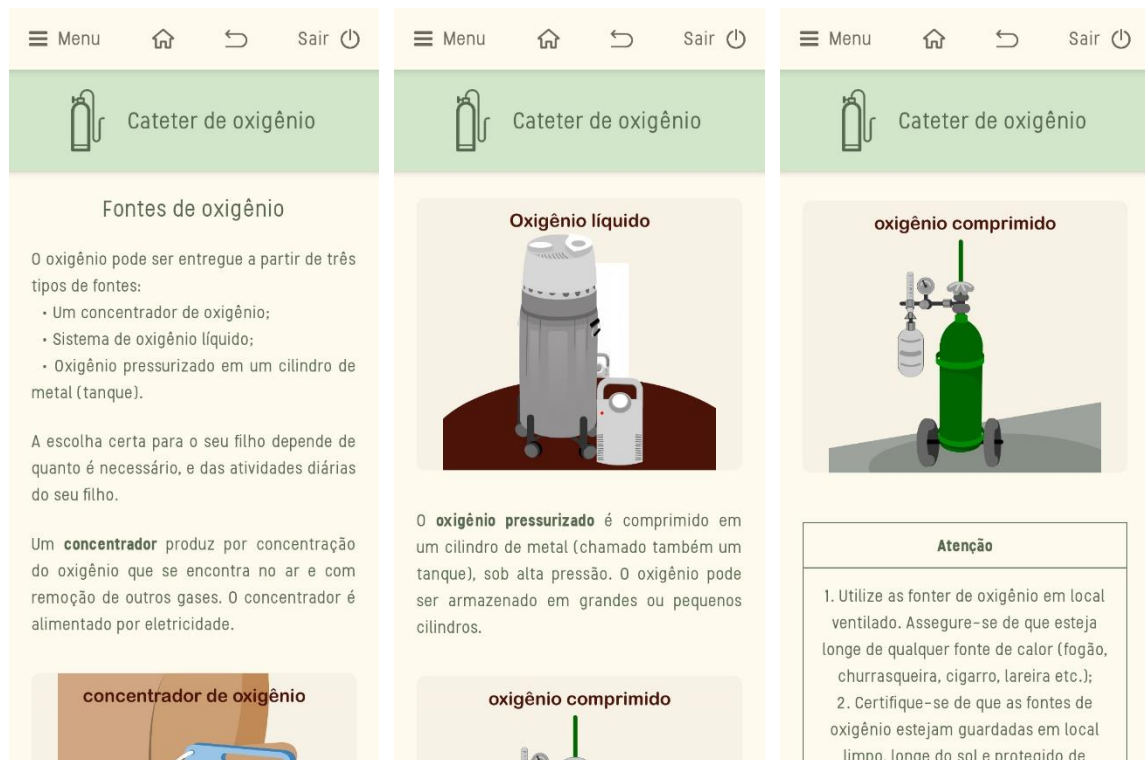 Menu
Sair
Cateter de oxigênio
Fontes de oxigênio
O oxigênio pode ser entregue a partir de três
tipos de fontes:
• Um concentrador de oxigênio;
• Sistema de oxigênio líquido;
• Oxigênio pressurizado em um cilindro de
metal (tanque).
A escolha certa para o seu filho depende de
quanto é necessário, e das atividades diárias
do seu filho.
Um concentrador produz por concentração
do oxigênio que se encontra no ar e com
remoção de outros gases. O concentrador é
alimentado por eletricidade.
concentrador de oxigênio
Menu
Sair
Cateter de oxigênio
Oxigênio líquido
O oxigênio pressurizado é comprimido em
um cilindro de metal (chamado também um
tanque), sob alta pressão. O oxigênio pode
ser armazenado em grandes ou pequenos
cilindros.
oxigênio comprimido
Menu
Sair
Cateter de oxigênio
oxigênio comprimido
Atenção
1. Utilize as fonter de oxigênio em local
ventilado. Assegure-se de que esteja
longe de qualquer fonte de calor (fogão,
churrasqueira, cigarro, lareira etc.);
2. Certifique-se de que as fontes de
oxigênio estejam guardadas em local
limpo, longe do sol e protegido de